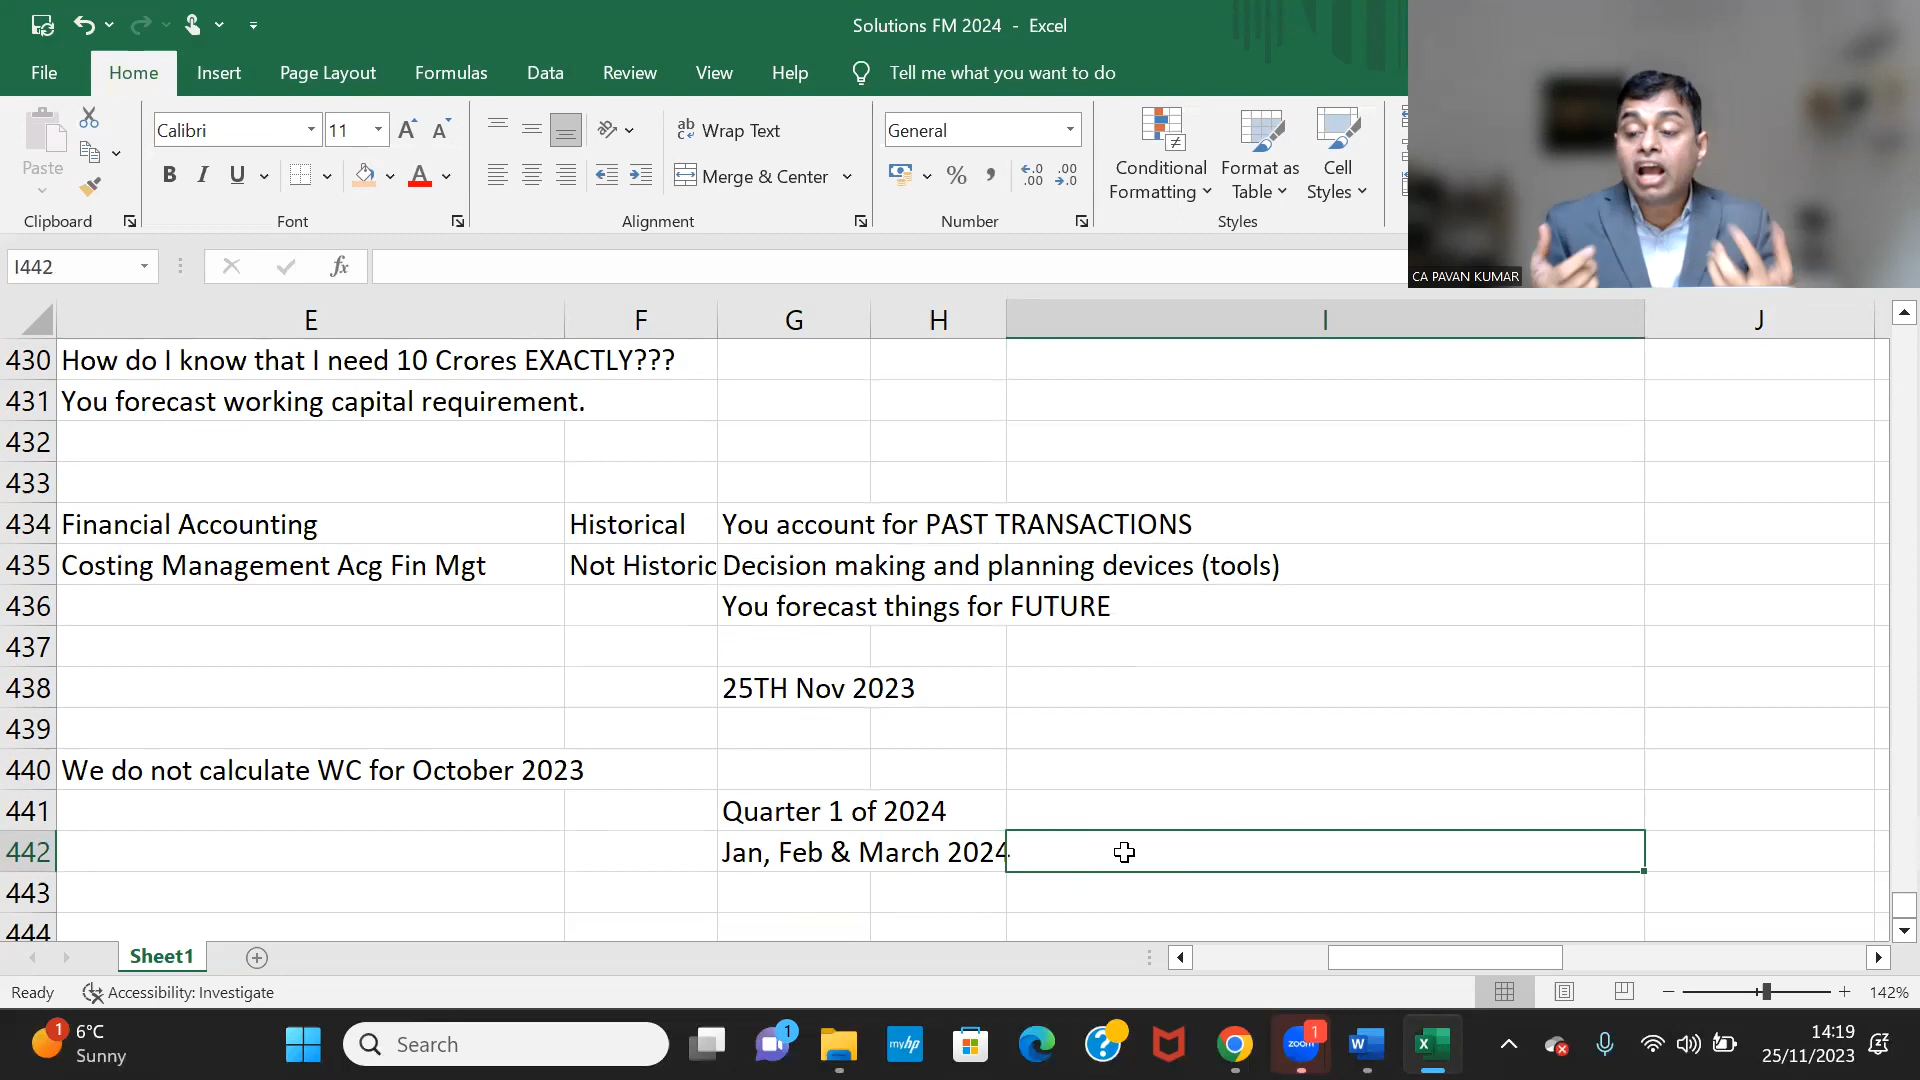 Solutions FM 2024 - Excel
File Home Insert Page Layout Formulas Data Review View Help Tell me what you want to do
Paste
Clipboard
Calibri 11
B I U
Font
Wrap Text
Merge & Center
Alignment
General
Number
Conditional Formatting
Format as Table
Cell Styles
Styles
CA PAVAN KUMAR
I442 fx
E F G H I J
430 How do I know that I need 10 Crores EXACTLY???
431 You forecast working capital requirement.
432
433
434 Financial Accounting Historical You account for PAST TRANSACTIONS
435 Costing Management Acg Fin Mgt Not Historic Decision making and planning devices (tools)
436 You forecast things for FUTURE
437
438 25TH Nov 2023
439
440 We do not calculate WC for October 2023
441 Quarter 1 of 2024
442 Jan, Feb & March 2024
443
444
Sheet1
Ready Accessibility: Investigate 142%
1 6°C
Sunny
Search
1
myhp
zoom 1
W
X
14:19
25/11/2023